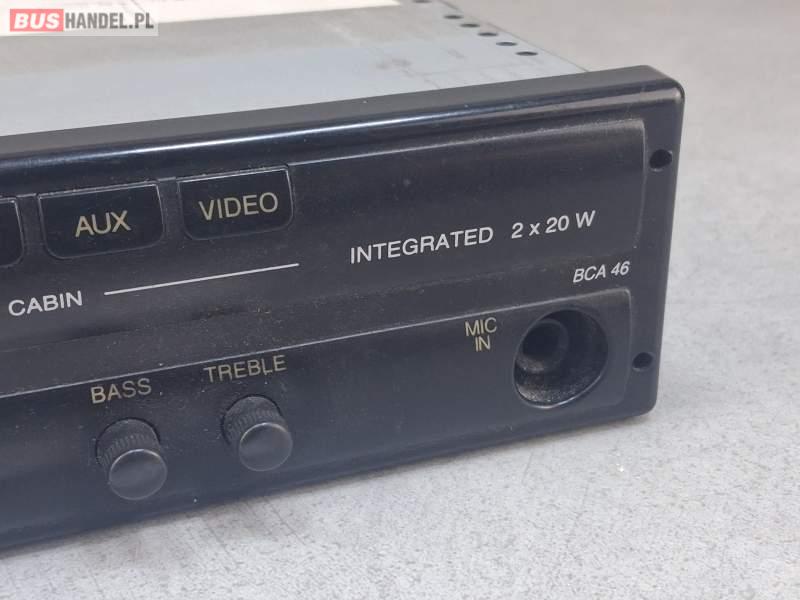 BUSHANDEL.PL
AUX VIDEO
INTEGRATED 2 x 20 W
CABIN
BCA 46
MIC
IN
BASS TREBLE